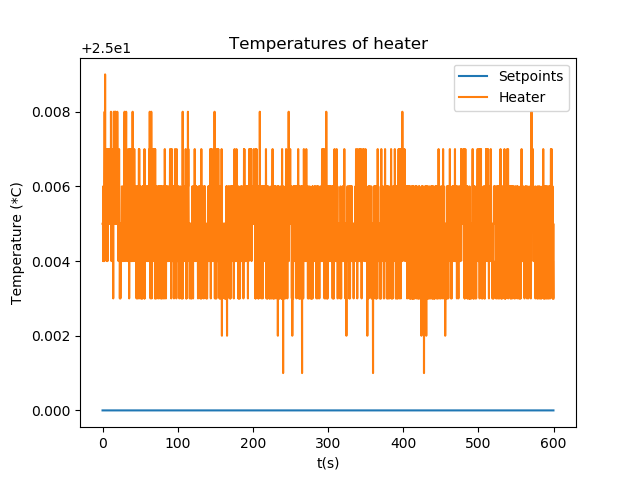 Temperatures of heater
+2.5e1
Setpoints
Heater
0.008
0.006
0.004
0.002
0.000
Temperature (*C)
0 100 200 300 400 500 600
t(s)